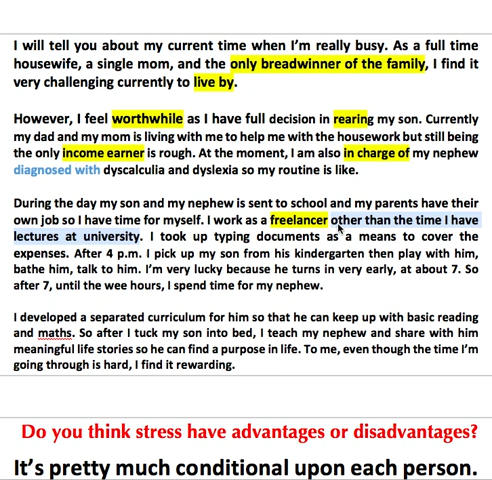 I will tell you about my current time when I'm really busy. As a full time
housewife, a single mom, and the only breadwinner of the family, I find it
very challenging currently to live by.
However, I feel worthwhile as I have full decision in rearing my son. Currently
my dad and my mom is living with me to help me with the housework but still being
the only income earner is rough. At the moment, I am also in charge of my nephew
diagnosed with dyscalculia and dyslexia so my routine is like.
During the day my son and my nephew is sent to school and my parents have their
own job so I have time for myself. I work as a freelancer other than the time I have
lectures at university. I took up typing documents as a means to cover the
expenses. After 4 p.m. I pick up my son from his kindergarten then play with him,
bathe him, talk to him. I'm very lucky because he turns in very early, at about 7. So
after 7, until the wee hours, I spend time for my nephew.
I developed a separated curriculum for him so that he can keep up with basic reading
and maths. So after I tuck my son into bed, I teach my nephew and share with him
meaningful life stories so he can find a purpose in life. To me, even though the time I'm
going through is hard, I find it rewarding.
Do you think stress have advantages or disadvantages?
It's pretty much conditional upon each person.